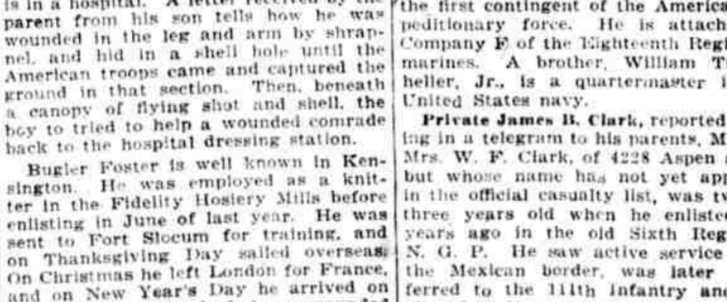 is in a hospital. A letter received by the
parent from his son tells how he was
wounded in the leg and arm by shrap-
nel, and hid in a shell hole until the
American troops came and captured the
ground in that section. Then, beneath
a canopy of flying shot and shell, the
boy to tried to help a wounded comrade
back to the hospital dressing station.
Bugler Foster is well known in Ken-
sington. He was employed as a knit-
ter in the Fidelity Hosiery Mills before
enlisting in June of last year. He was
sent to Fort Slocum for training, and
on Thanksgiving Day sailed overseas.
On Christmas he left London for France,
and on New Year's Day he arrived on
wounded
the first contingent of the America
peditionary force. He is attac
Company F of the Eighteenth Regi
marines. A brother, William T
heller, Jr., is a quartermaster
United States navy.
Private James B. Clark, reported
ing in a telegram to his parents, M
Mrs. W. F. Clark, of 4228 Aspen
but whose name has not yet app
in the official casualty list, was tw
three years old when he enliste
years ago in the old Sixth Reg
N. G. P. He saw active service
the Mexican border, was later
ferred to the 111th Infantry and